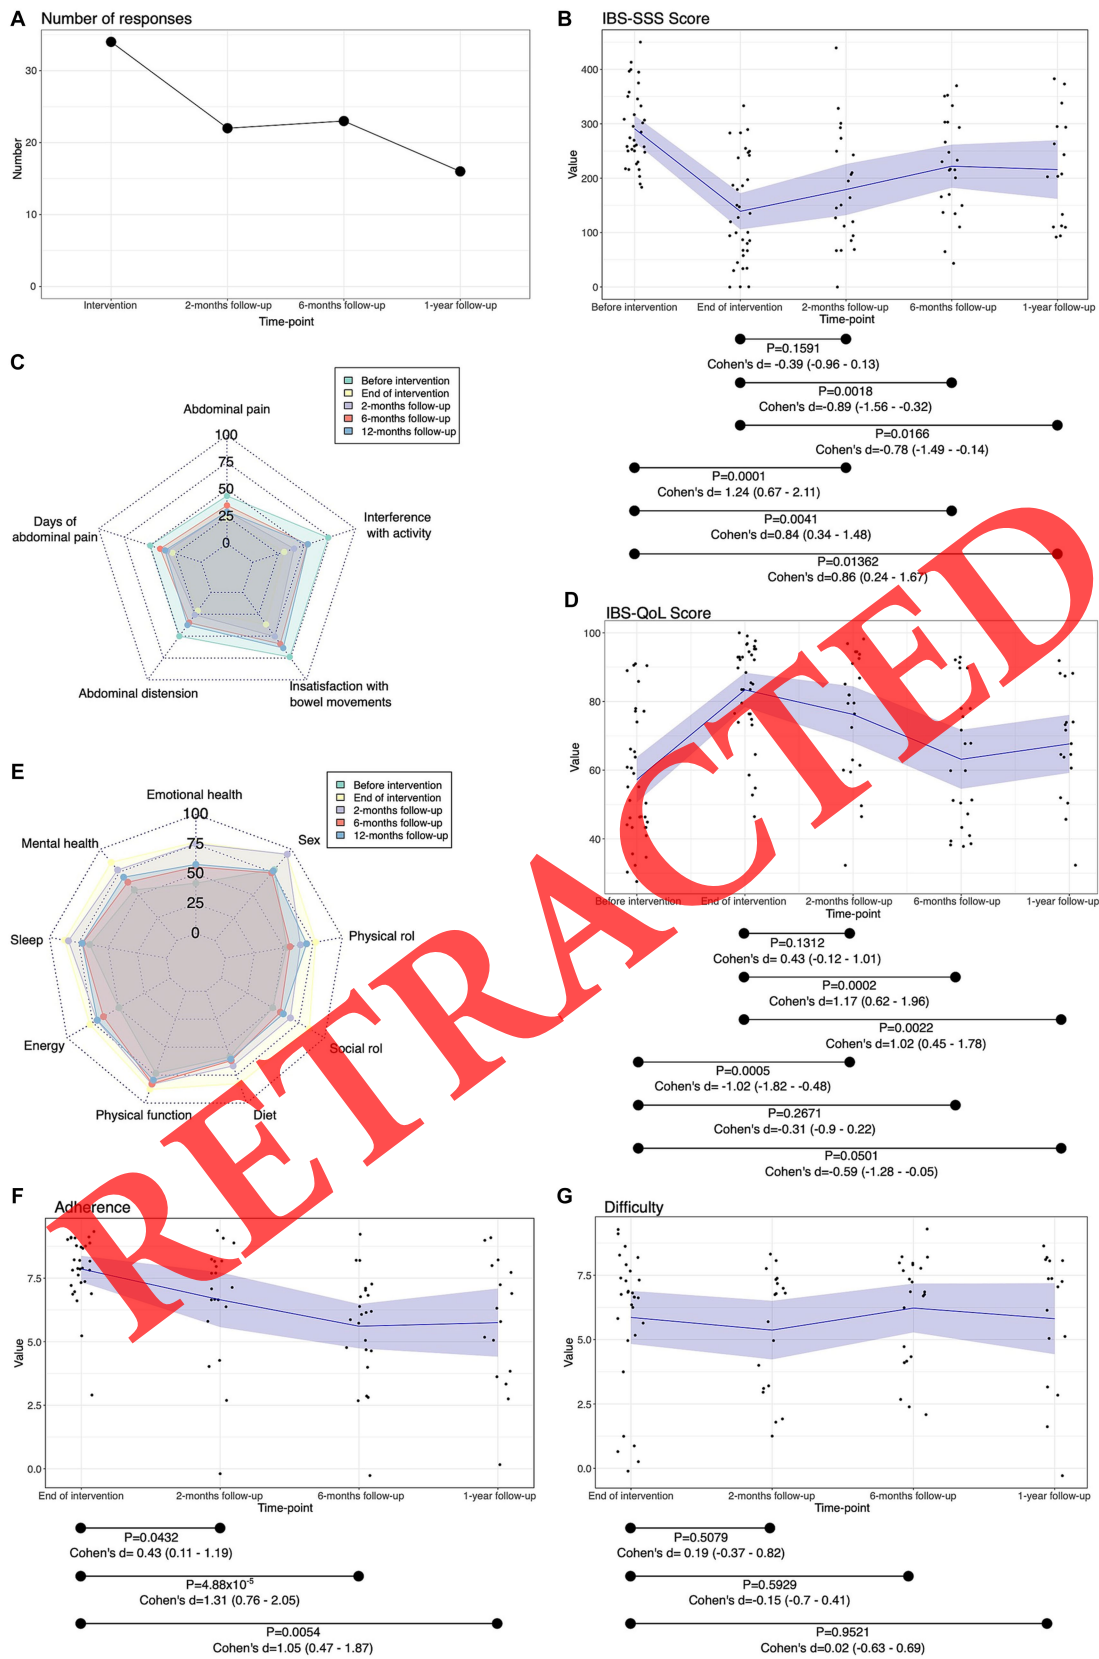 A
Number of responses
Number
30
20
10
0
Intervention
2-months follow-up
6-months follow-up
1-year follow-up
Time-point
B
IBS-SSS Score
Value
400
300
200
100
0
Before intervention
End of intervention
2-months follow-up
6-months follow-up
1-year follow-up
Time-point
P=0.1591
Cohen's d= -0.39 (-0.96 - 0.13)
P=0.0018
Cohen's d=-0.89 (-1.56 - -0.32)
P=0.0166
Cohen's d=-0.78 (-1.49 - -0.14)
P=0.0001
Cohen's d= 1.24 (0.67 - 2.11)
P=0.0041
Cohen's d=0.84 (0.34 - 1.48)
P=0.01362
Cohen's d=0.86 (0.24 - 1.67)
C
Before intervention
End of intervention
2-months follow-up
6-months follow-up
12-months follow-up
Abdominal pain
100
75
50
25
0
Days of
abdominal pain
Interference
with activity
Abdominal distension
Insatisfaction with
bowel movements
D
IBS-QoL Score
Value
100
80
60
40
Before intervention
End of intervention
2-months follow-up
6-months follow-up
1-year follow-up
Time-point
P=0.1312
Cohen's d= 0.43 (-0.12 - 1.01)
P=0.0002
Cohen's d=1.17 (0.62 - 1.96)
P=0.0022
Cohen's d=1.02 (0.45 - 1.78)
P=0.0005
Cohen's d= -1.02 (-1.82 - -0.48)
P=0.2671
Cohen's d=-0.31 (-0.9 - 0.22)
P=0.0501
Cohen's d=-0.59 (-1.28 - -0.05)
E
Before intervention
End of intervention
2-months follow-up
6-months follow-up
12-months follow-up
Emotional health
100
75
50
25
0
Mental health
Sex
Sleep
Physical rol
Energy
Social rol
Physical function
Diet
F
Adherence
Value
7.5
5.0
2.5
0.0
End of intervention
2-months follow-up
6-months follow-up
1-year follow-up
Time-point
P=0.0432
Cohen's d= 0.43 (0.11 - 1.19)
P=4.88x10⁻⁵
Cohen's d=1.31 (0.76 - 2.05)
P=0.0054
Cohen's d=1.05 (0.47 - 1.87)
G
Difficulty
Value
7.5
5.0
2.5
0.0
End of intervention
2-months follow-up
6-months follow-up
1-year follow-up
Time-point
P=0.5079
Cohen's d= 0.19 (-0.37 - 0.82)
P=0.5929
Cohen's d=-0.15 (-0.7 - 0.41)
P=0.9521
Cohen's d=0.02 (-0.63 - 0.69)
RETRACTED